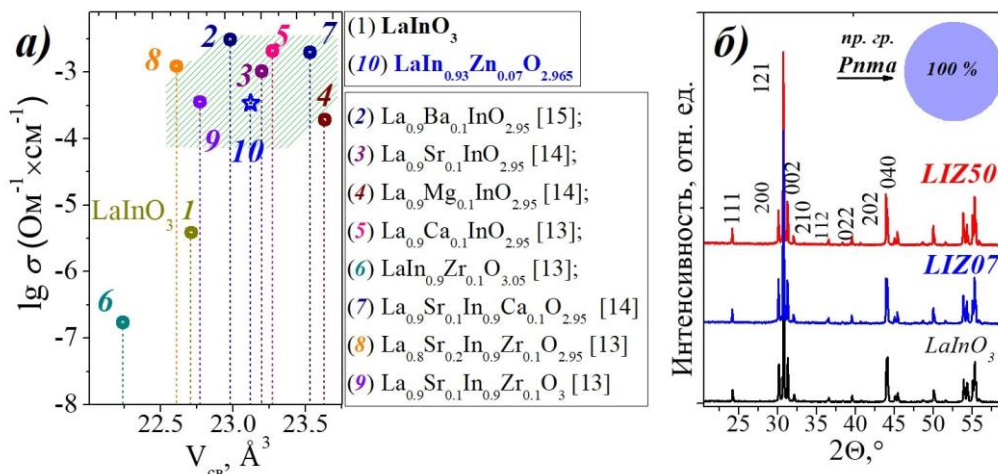 а)
lg σ (Ом⁻¹×см⁻¹)
-3
-4
-5
-6
-7
-8
22.5
23.0
23.5
V_св, Å³
8
2
5
7
3
4
9
10
LaInO₃ 1
6
(1) LaInO₃
(10) LaIn₀.₉₃Zn₀.₀₇O₂.₉₆₅
(2) La₀.₉Ba₀.₁InO₂.₉₅ [15];
(3) La₀.₉Sr₀.₁InO₂.₉₅ [14];
(4) La₀.₉Mg₀.₁InO₂.₉₅ [14];
(5) La₀.₉Ca₀.₁InO₂.₉₅ [13];
(6) LaIn₀.₉Zr₀.₁O₃.₀₅ [13];
(7) La₀.₉Sr₀.₁In₀.₉Ca₀.₁O₂.₉₅ [14]
(8) La₀.₈Sr₀.₂In₀.₉Zr₀.₁O₂.₉₅ [13]
(9) La₀.₉Sr₀.₁In₀.₉Zr₀.₁O₃ [13]
б)
Интенсивность, отн. ед.
пр. гр.
Pnma
100 %
111
200
121
002
210
112
022
202
040
LIZ50
LIZ07
LaInO₃
25
30
35
40
45
50
55
2Θ,°